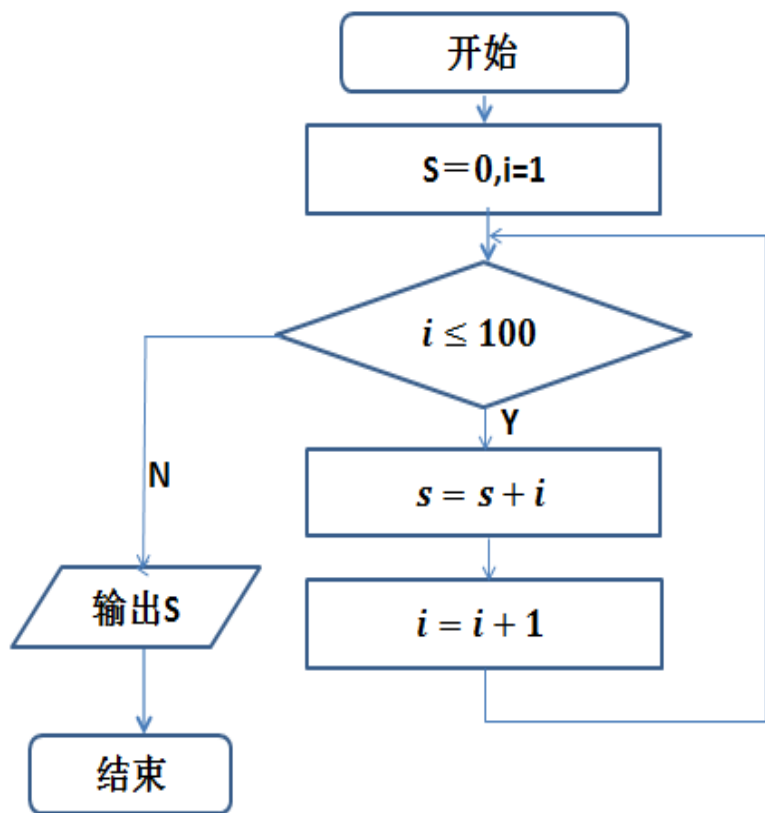 开始
S＝0,i=1
i ≤ 100
Y
N
s = s + i
输出S
i = i + 1
结束